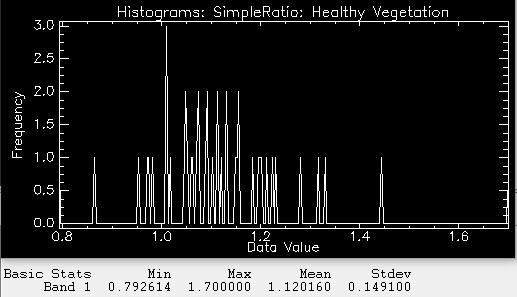 Histograms: SimpleRatio: Healthy Vegetation
3.0
2.5
2.0
1.5
1.0
0.5
0.0
Frequency
0.8 1.0 1.2 1.4 1.6
Data Value
Basic Stats Min Max Mean Stdev
Band 1 0.792614 1.700000 1.120160 0.149100